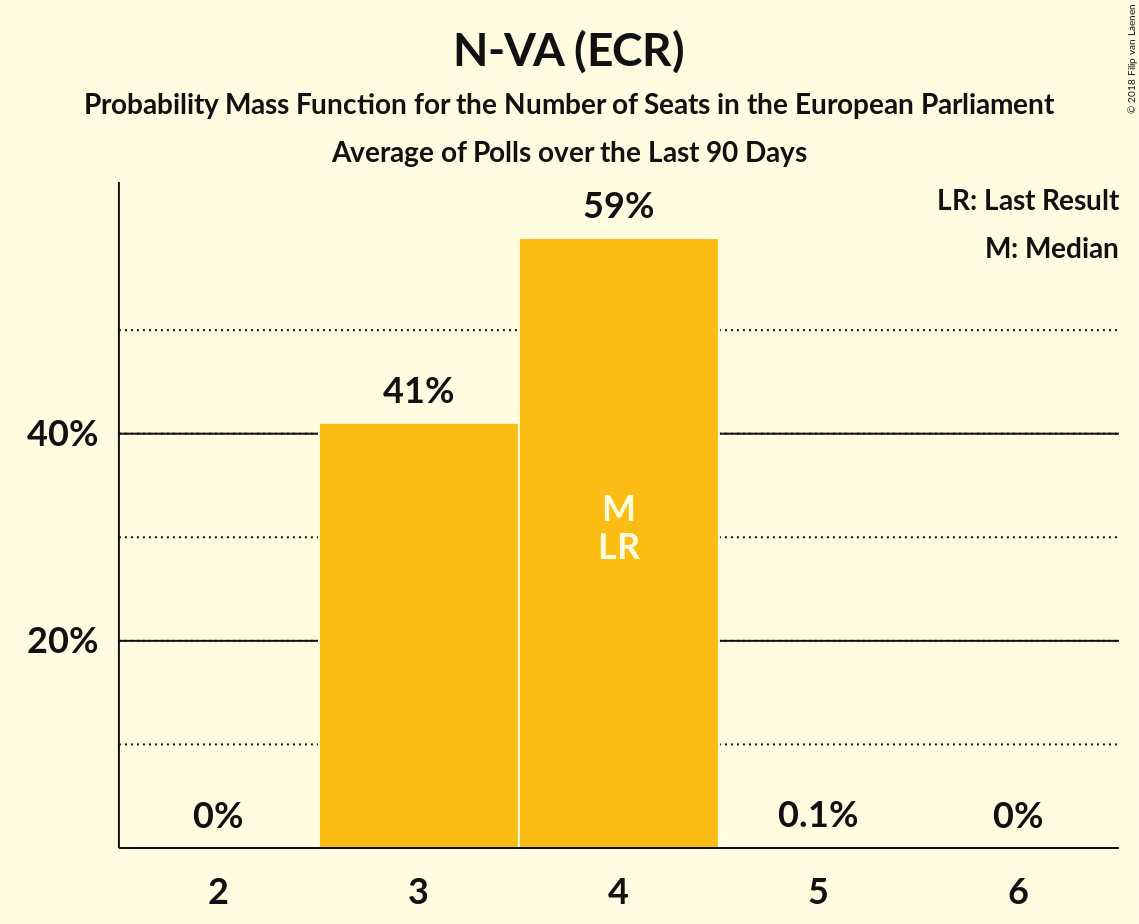 N-VA (ECR)
Probability Mass Function for the Number of Seats in the European Parliament
Average of Polls over the Last 90 Days
© 2018 Filip van Laenen
LR: Last Result
M: Median
59%
41%
40%
M
LR
20%
0%
0.1%
0%
2
3
4
5
6